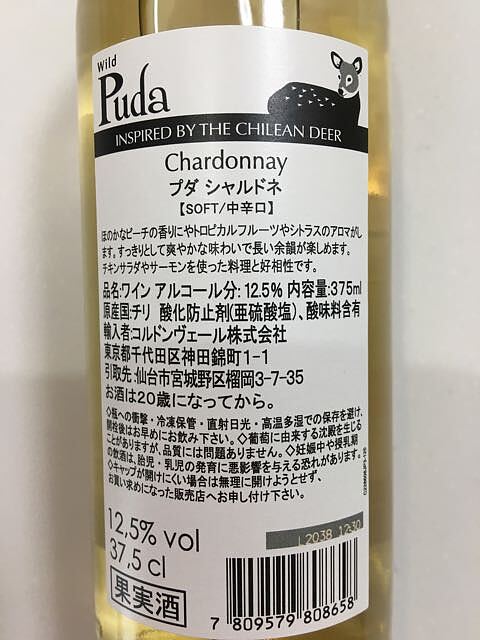 Wild
Puda
INSPIRED BY THE CHILEAN DEER
Chardonnay
プダ シャルドネ
【SOFT/中辛口】
ほのかなピーチの香りにやトロピカルフルーツやシトラスのアロマがし
ます。すっきりとして爽やかな味わいで長い余韻が楽しめます。
チキンサラダやサーモンを使った料理と好相性です。
品名:ワイン アルコール分: 12.5% 内容量:375ml
原産国:チリ 酸化防止剤(亜硫酸塩)、酸味料含有
輸入者:コルドンヴェール株式会社
東京都千代田区神田錦町1-1
引取先:仙台市宮城野区榴岡3-7-35
お酒は20歳になってから。
◇瓶への衝撃・冷凍保管・直射日光・高温多湿での保存を避け、
開栓後はお早めにお飲み下さい。◇葡萄に由来する沈殿を生じる
ことがありますが、品質には問題ありません。◇妊娠中や授乳期
の飲酒は、胎児・乳児の発育に悪影響を与える恐れがあります。
◇キャップが開けにくい場合は無理に開けようとせず、
お買い求めになった販売店へお申し付け下さい。
12,5% vol
37,5 cl
L2038 12:30
果実酒
7 809579 808658